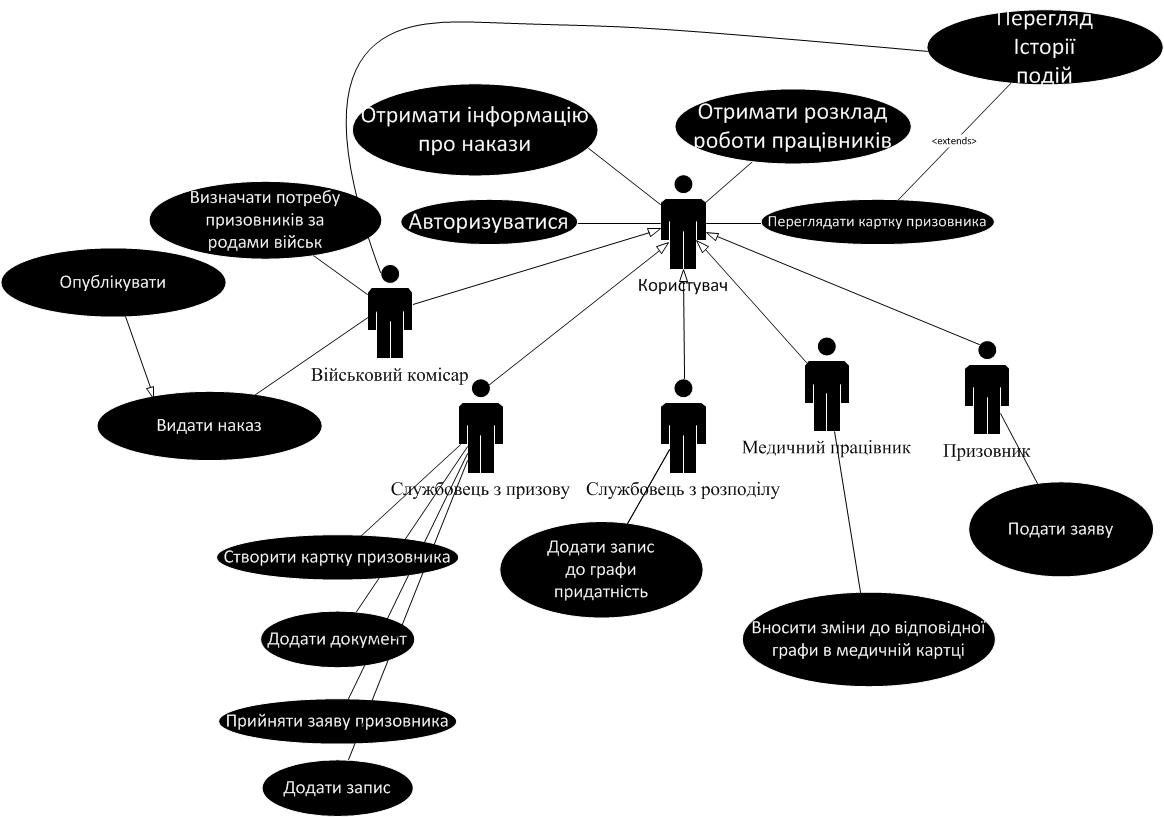 Перегляд
Історії
подій
Отримати інформацію
про накази
Отримати розклад
роботи працівників
<extends>
Визначати потребу
призовників за
родами військ
Авторизуватися
Переглядати картку призовника
Опублікувати
Користувач
Військовий комісар
Видати наказ
Медичний працівник
Призовник
Службовець з призову
Службовець з розподілу
Подати заяву
Створити картку призовника
Додати запис
до графи
придатність
Додати документ
Вносити зміни до відповідної
графи в медичній картці
Прийняти заяву призовника
Додати запис